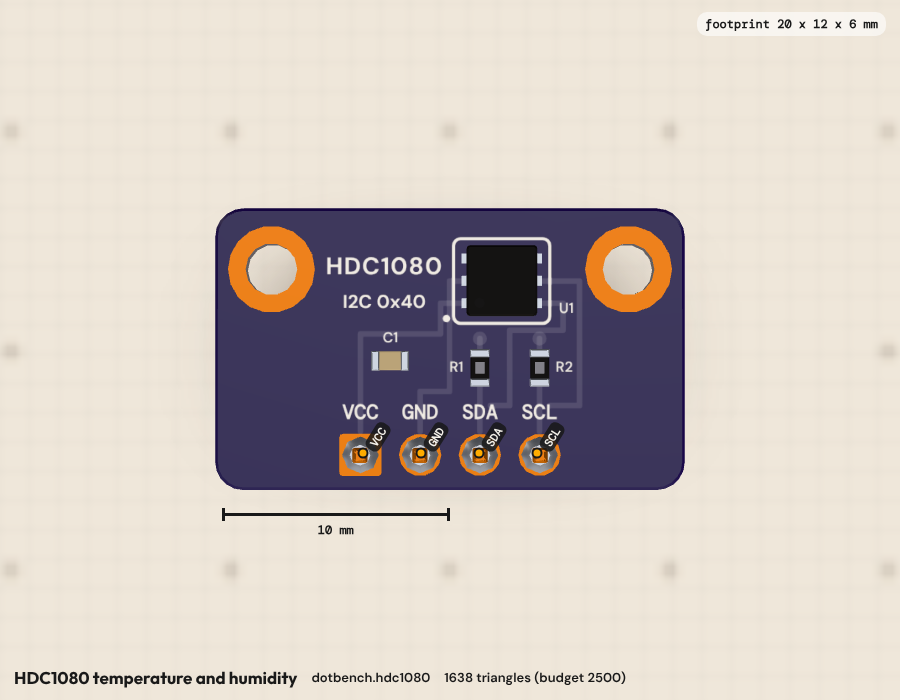 footprint 20 x 12 x 6 mm
HDC1080
I2C 0x40
U1
C1
R1
R2
VCC GND SDA SCL
VCC GND SDA SCL
10 mm
HDC1080 temperature and humidity dotbench.hdc1080 1638 triangles (budget 2500)